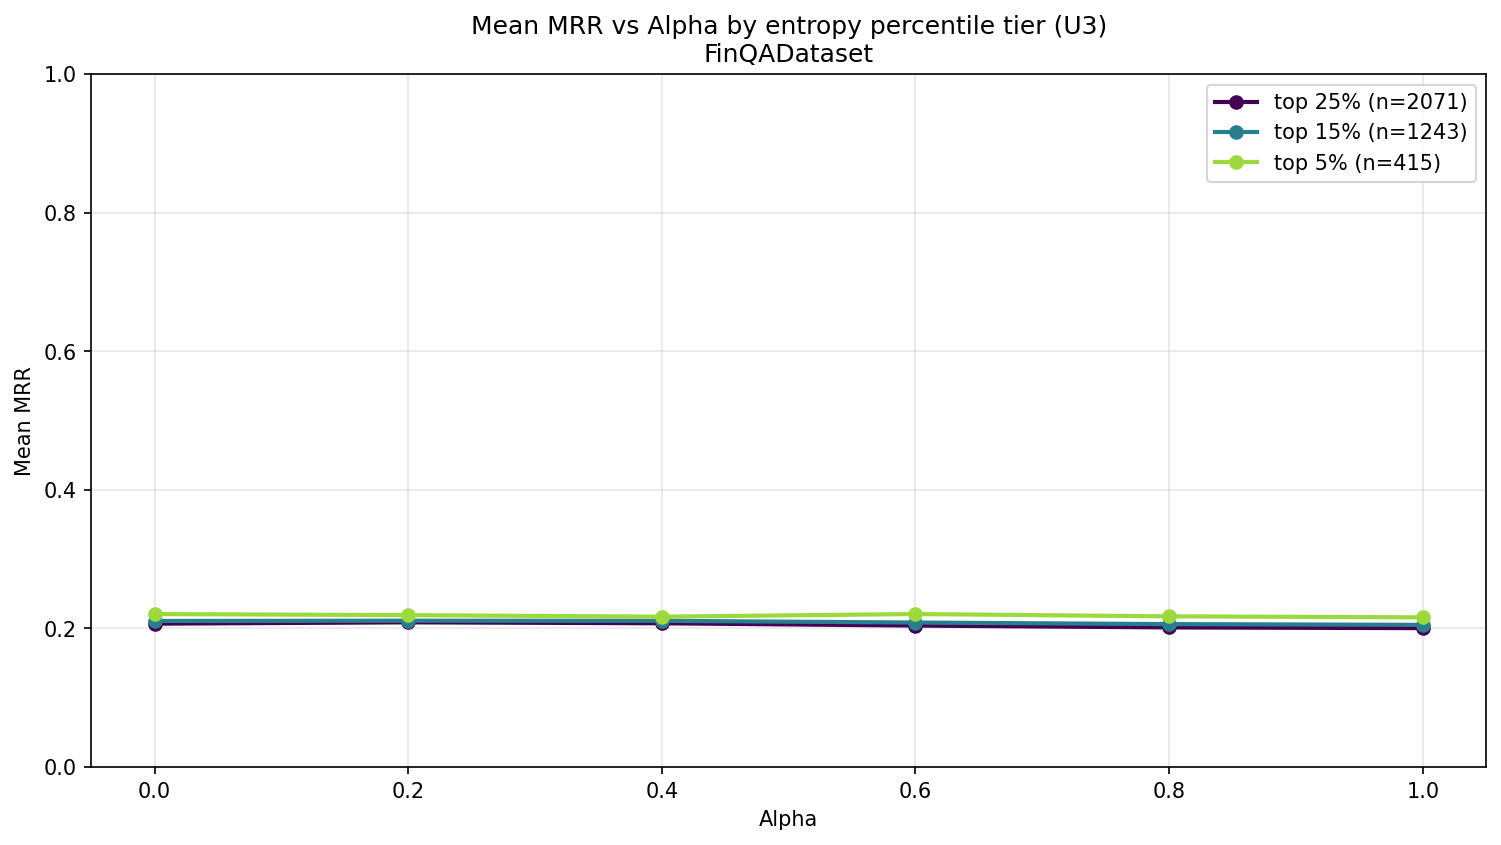 Mean MRR vs Alpha by entropy percentile tier (U3)
FinQADataset
1.0
0.8
0.6
0.4
0.2
0.0
Mean MRR
top 25% (n=2071)
top 15% (n=1243)
top 5% (n=415)
0.0 0.2 0.4 0.6 0.8 1.0
Alpha